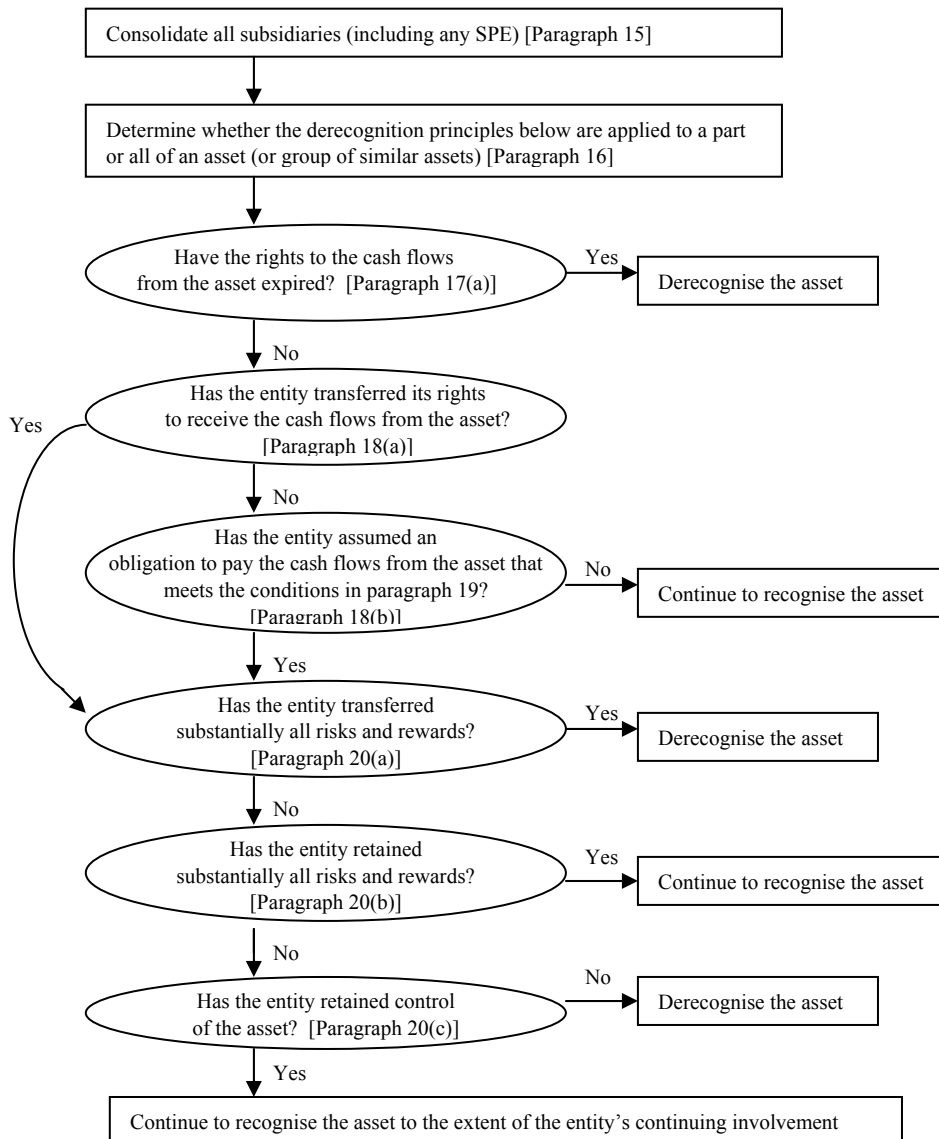 Consolidate all subsidiaries (including any SPE) [Paragraph 15]
Determine whether the derecognition principles below are applied to a part
or all of an asset (or group of similar assets) [Paragraph 16]
Have the rights to the cash flows
from the asset expired? [Paragraph 17(a)]
Yes
Derecognise the asset
No
Has the entity transferred its rights
to receive the cash flows from the asset?
[Paragraph 18(a)]
Yes
No
Has the entity assumed an
obligation to pay the cash flows from the asset that
meets the conditions in paragraph 19?
[Paragraph 18(b)]
No
Continue to recognise the asset
Yes
Has the entity transferred
substantially all risks and rewards?
[Paragraph 20(a)]
Yes
Derecognise the asset
No
Has the entity retained
substantially all risks and rewards?
[Paragraph 20(b)]
Yes
Continue to recognise the asset
No
Has the entity retained control
of the asset? [Paragraph 20(c)]
No
Derecognise the asset
Yes
Continue to recognise the asset to the extent of the entity's continuing involvement